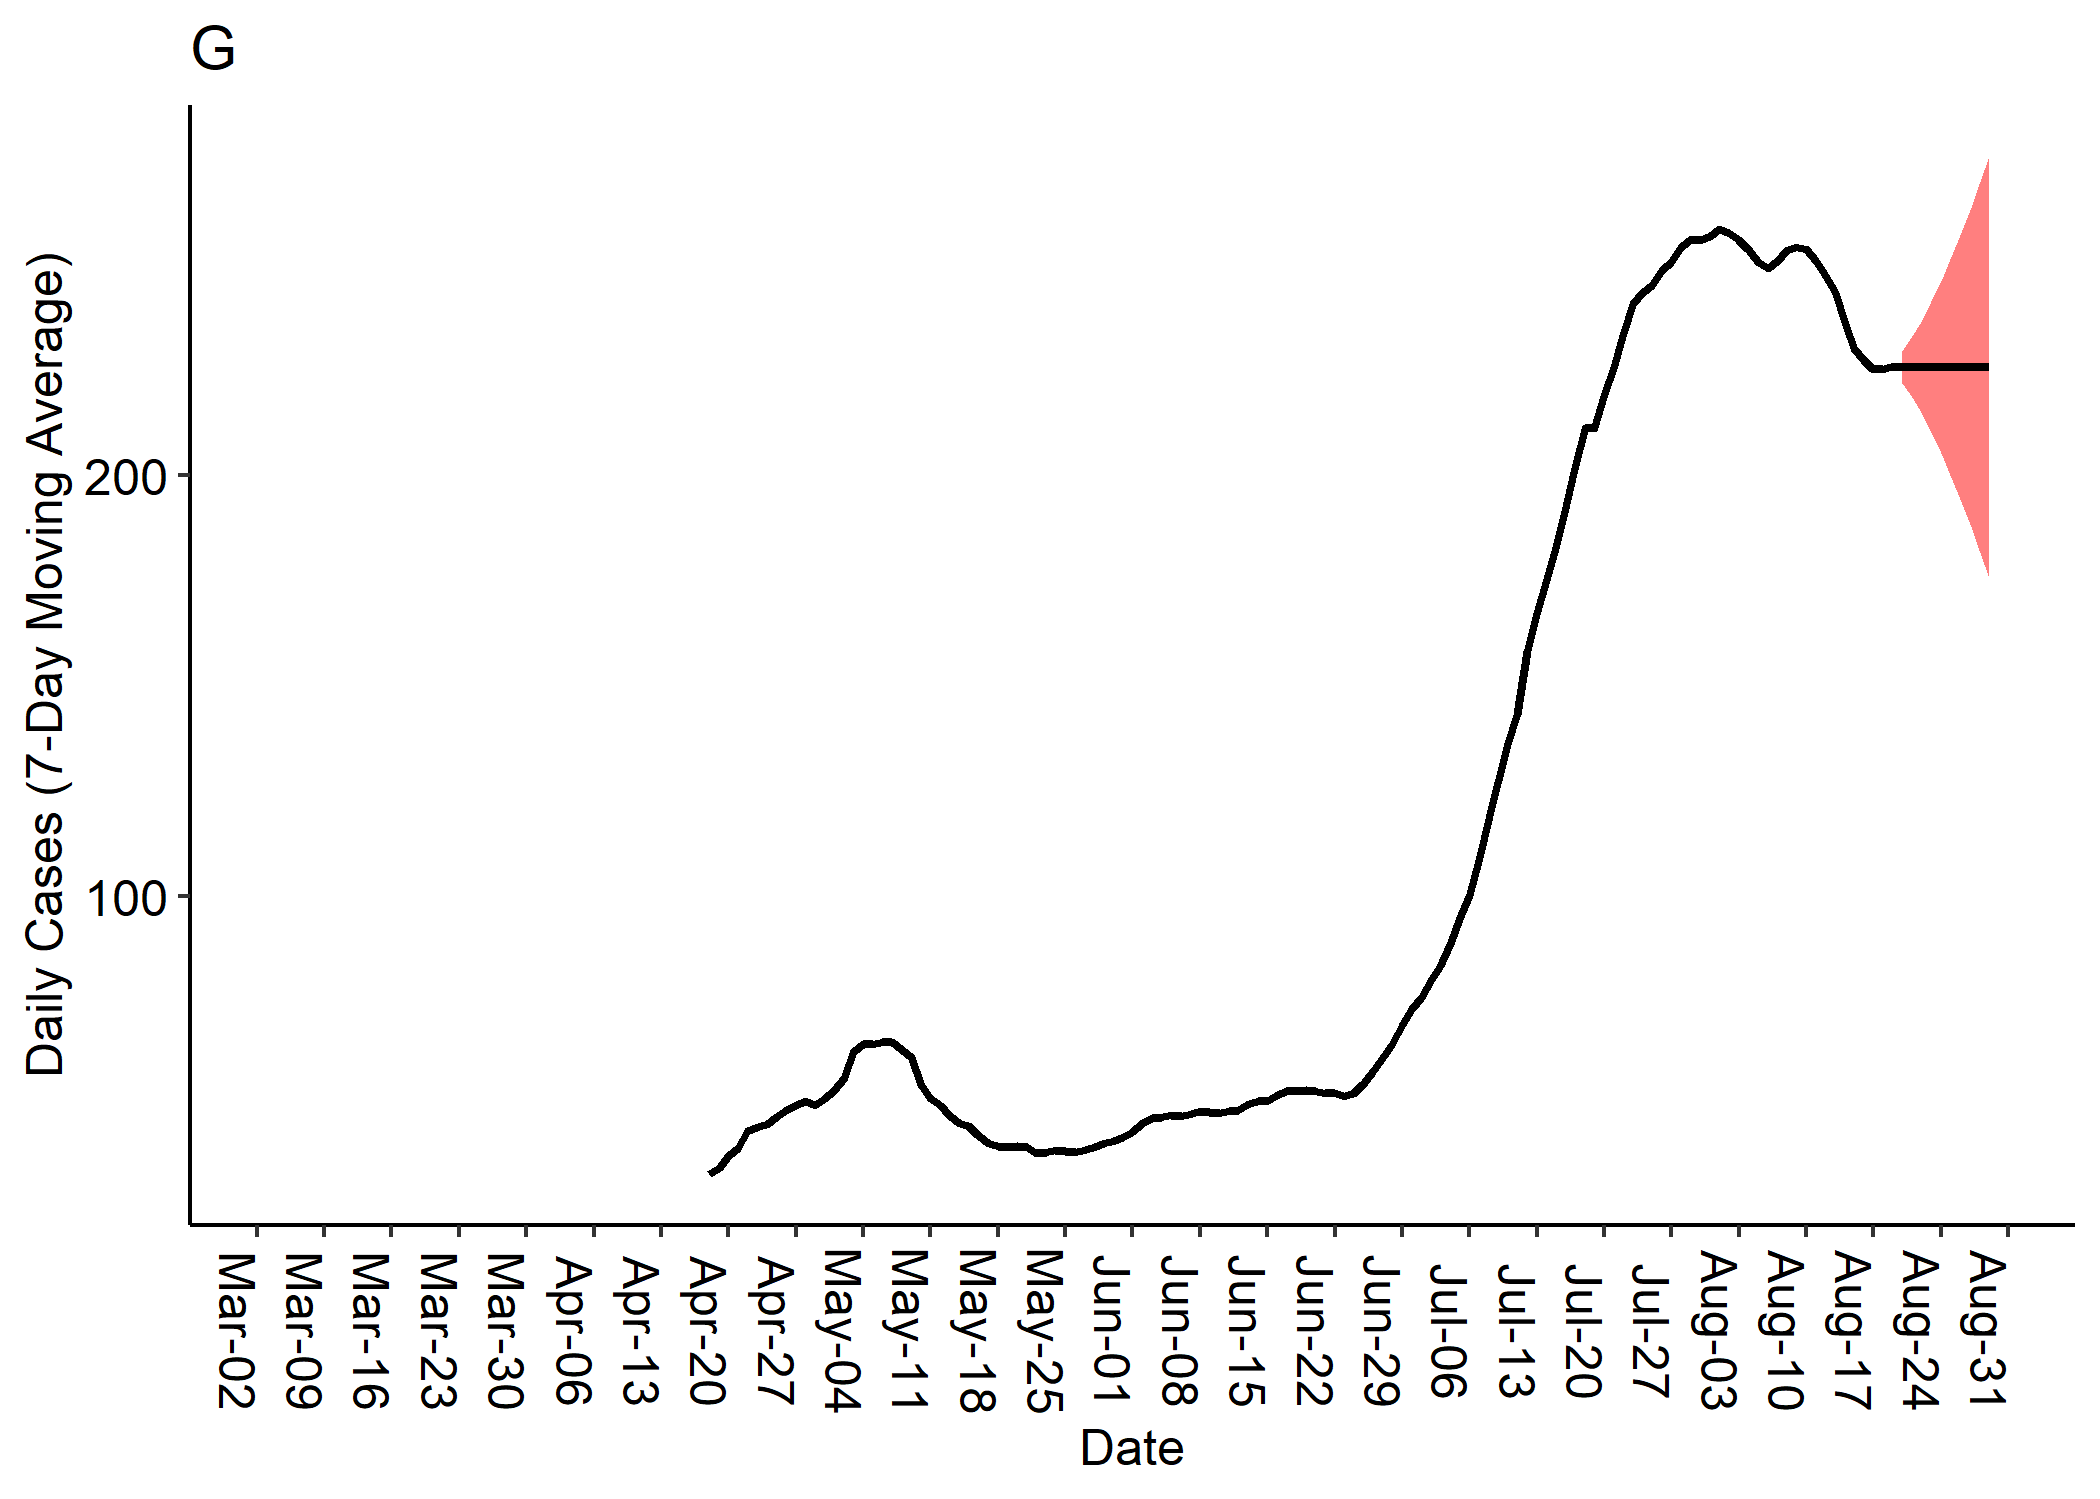 G
Daily Cases (7-Day Moving Average)
200
100
Mar-02
Mar-09
Mar-16
Mar-23
Mar-30
Apr-06
Apr-13
Apr-20
Apr-27
May-04
May-11
May-18
May-25
Jun-01
Jun-08
Jun-15
Jun-22
Jun-29
Jul-06
Jul-13
Jul-20
Jul-27
Aug-03
Aug-10
Aug-17
Aug-24
Aug-31
Date